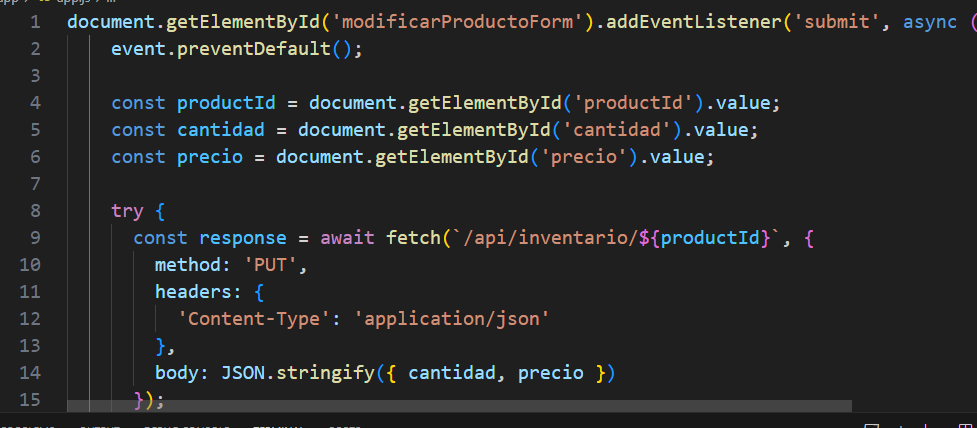 document.getElementById('modificarProductoForm').addEventListener('submit', async (
event.preventDefault();
const productId = document.getElementById('productId').value;
const cantidad = document.getElementById('cantidad').value;
const precio = document.getElementById('precio').value;
try {
const response = await fetch(`/api/inventario/${productId}`, {
method: 'PUT',
headers: {
'Content-Type': 'application/json'
},
body: JSON.stringify({ cantidad, precio })
});